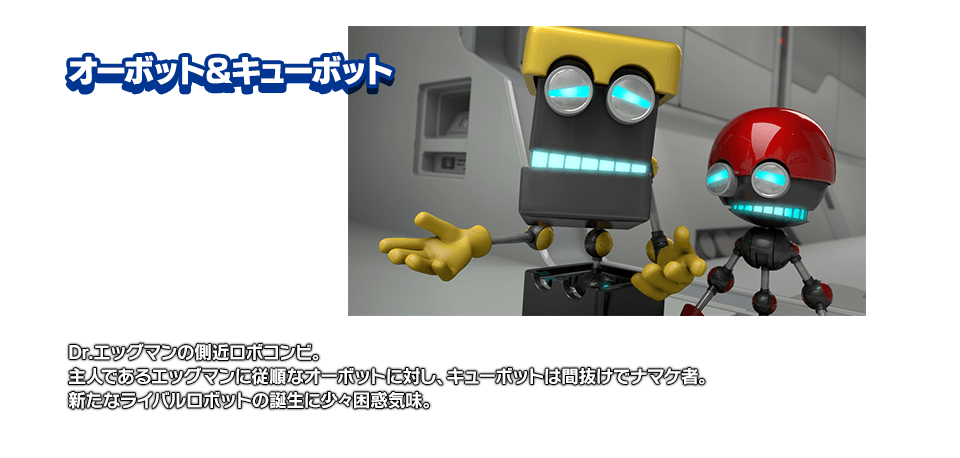 オーボット&キューボット
Dr.エッグマンの側近ロボコンビ。
主人であるエッグマンに従順なオーボットに対し、キューボットは間抜けでナマケ者。
新たなライバルロボットの誕生に少々困惑気味。